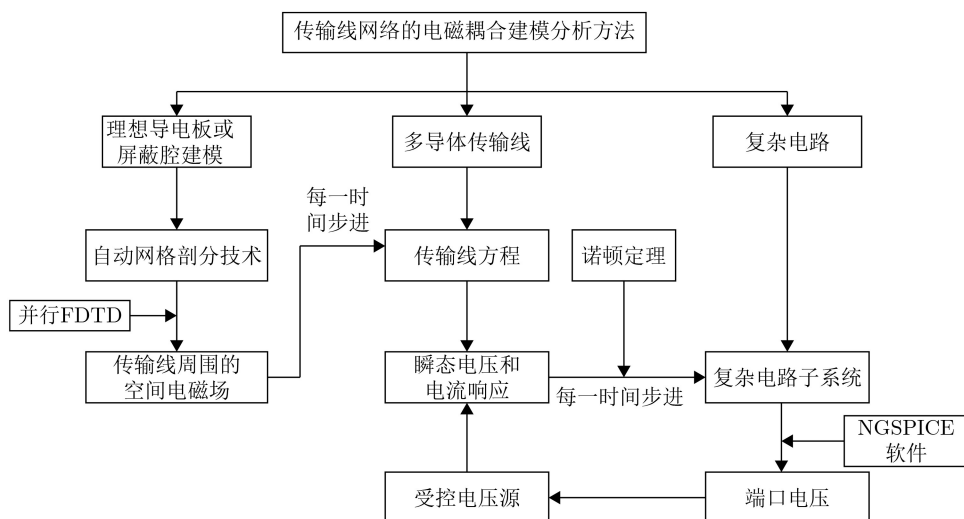 传输线网络的电磁耦合建模分析方法
理想导电板或
屏蔽腔建模
多导体传输线
复杂电路
每一时
间步进
自动网格剖分技术
传输线方程
诺顿定理
并行FDTD
传输线周围的
空间电磁场
瞬态电压和
电流响应
每一时间步进
复杂电路子系统
NGSPICE
软件
受控电压源
端口电压